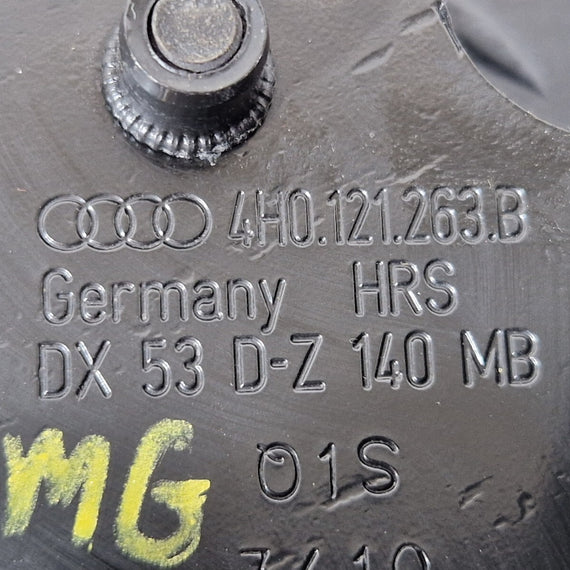 4H0.121.263.B
Germany HRS
DX 53 D-Z 140 MB
MG 01S